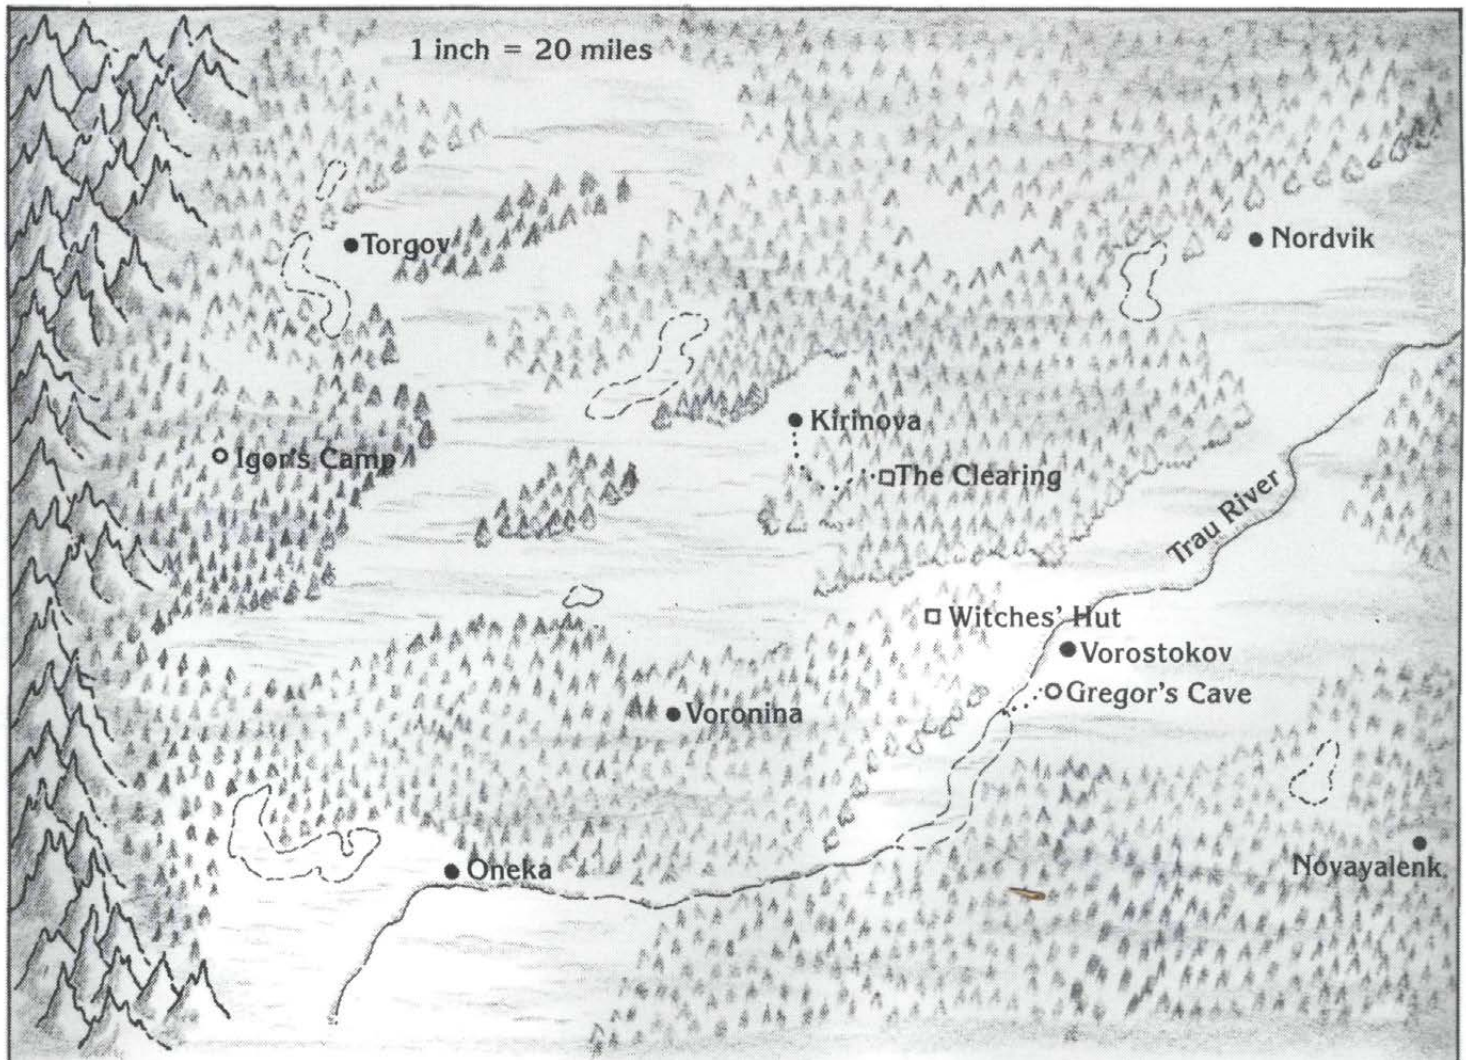 1 inch = 20 miles
Torgov
Nordvik
Kirinova
Igor's Camp
The Clearing
Trau River
Witches' Hut
Vorostokov
Gregor's Cave
Voronina
Oneka
Novayalenk